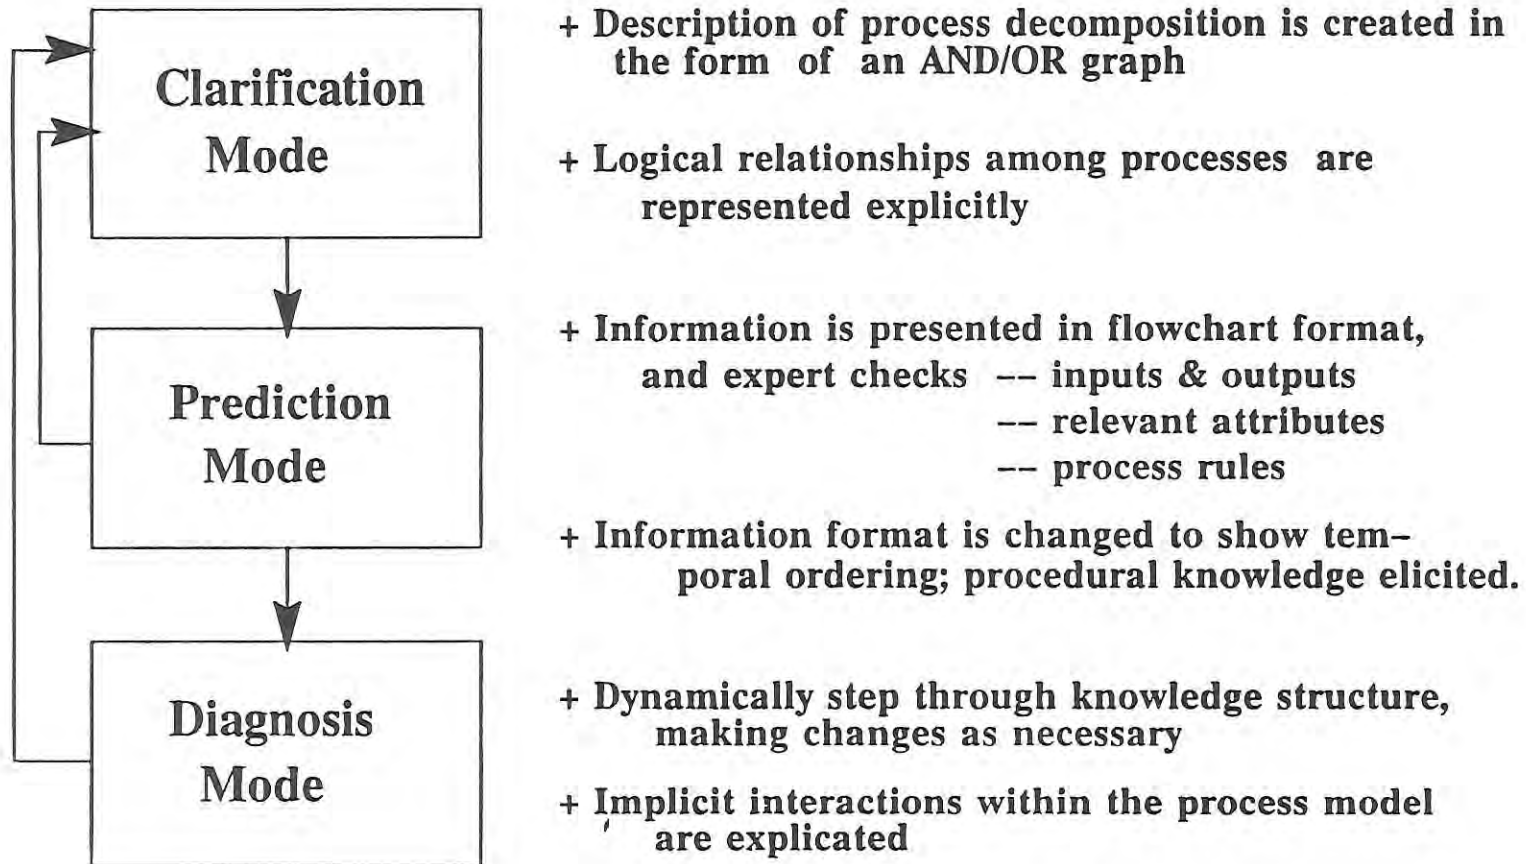 Clarification
Mode
+ Description of process decomposition is created in
the form of an AND/OR graph
+ Logical relationships among processes are
represented explicitly
Prediction
Mode
+ Information is presented in flowchart format,
and expert checks -- inputs & outputs
-- relevant attributes
-- process rules
+ Information format is changed to show tem-
poral ordering; procedural knowledge elicited.
Diagnosis
Mode
+ Dynamically step through knowledge structure,
making changes as necessary
+ Implicit interactions within the process model
are explicated